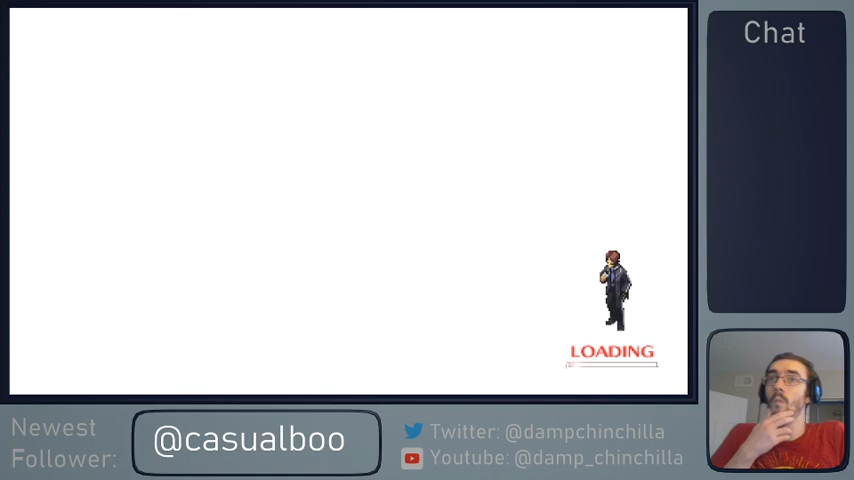 Chat
LOADING
Newest
Follower:
@casualboo
Twitter: @dampchinchilla
Youtube: @damp_chinchilla